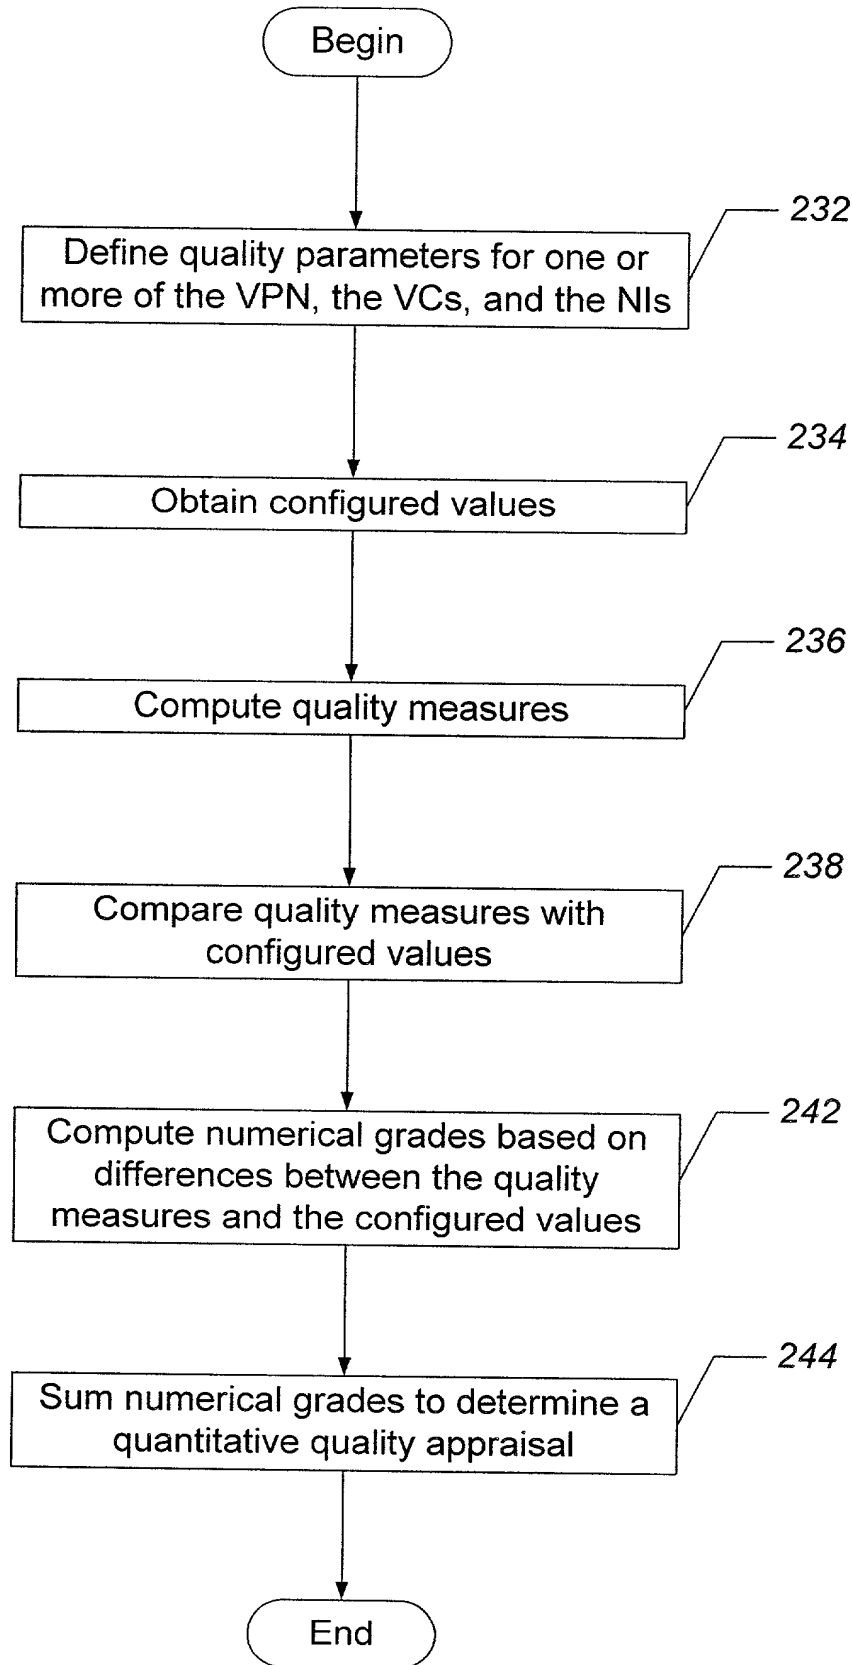 Begin
232
Define quality parameters for one or
more of the VPN, the VCs, and the NIs
234
Obtain configured values
236
Compute quality measures
238
Compare quality measures with
configured values
242
Compute numerical grades based on
differences between the quality
measures and the configured values
244
Sum numerical grades to determine a
quantitative quality appraisal
End